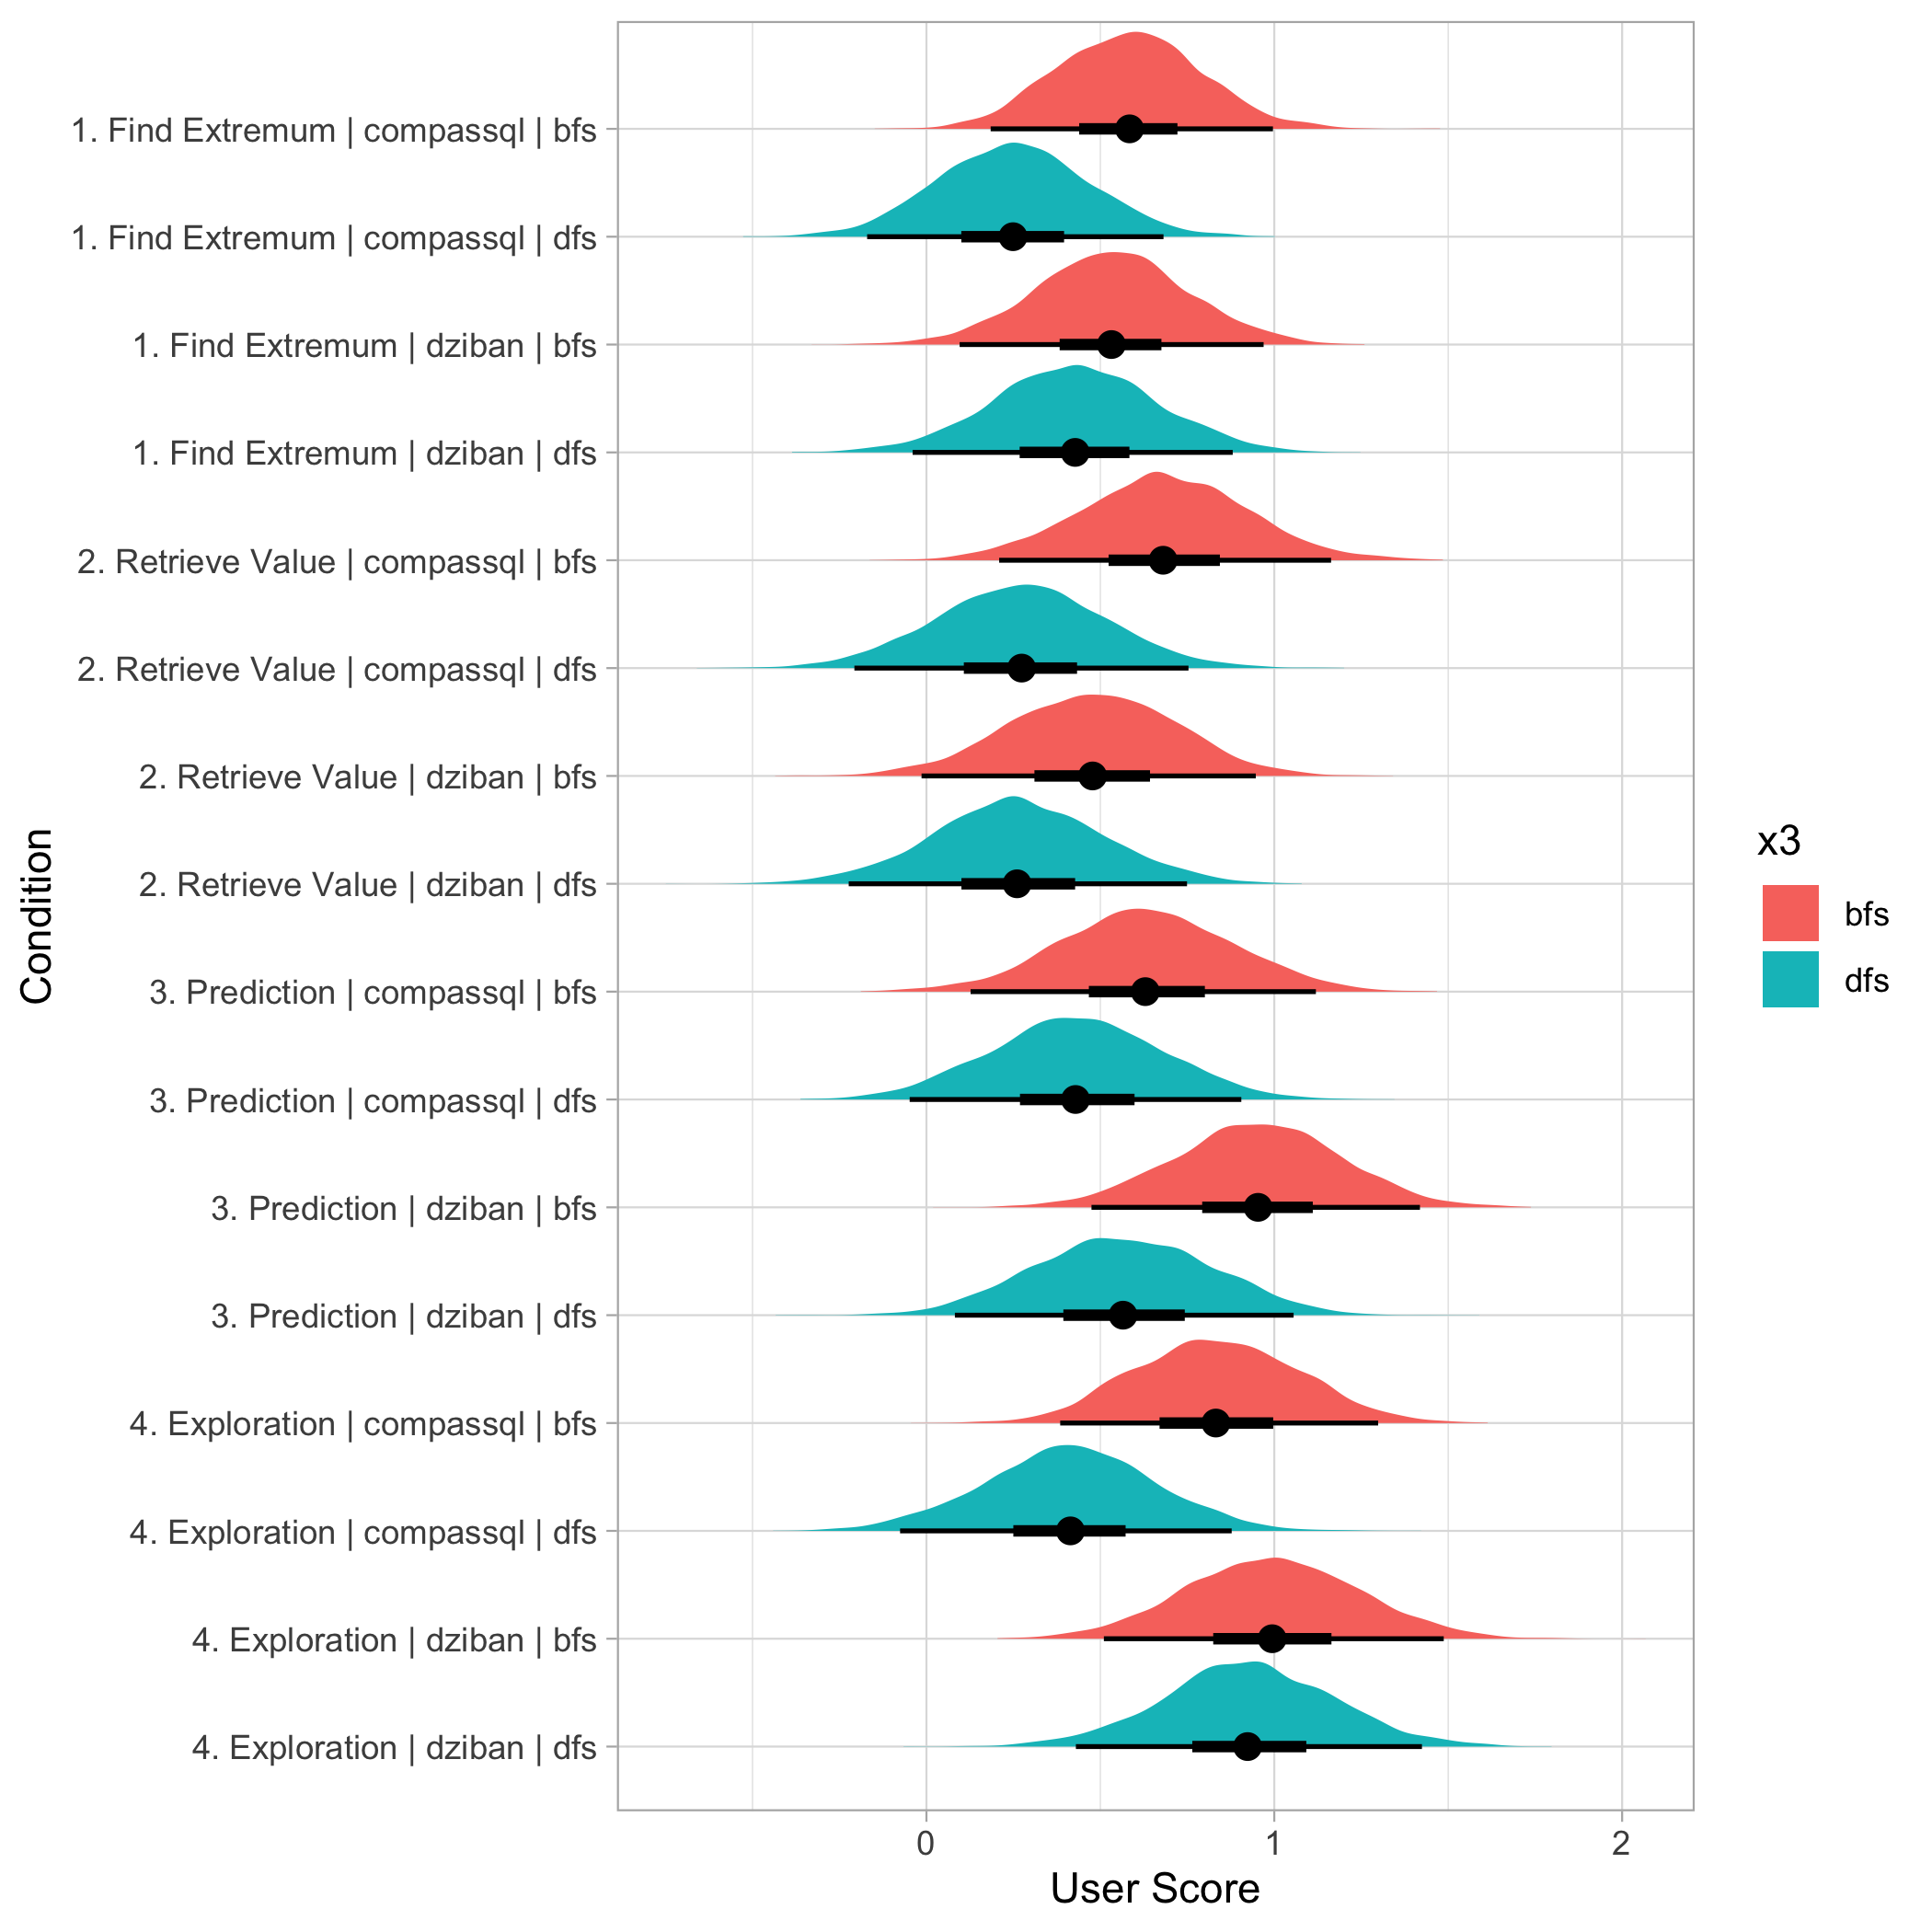 1. Find Extremum | compassql | bfs
1. Find Extremum | compassql | dfs
1. Find Extremum | dziban | bfs
1. Find Extremum | dziban | dfs
2. Retrieve Value | compassql | bfs
2. Retrieve Value | compassql | dfs
2. Retrieve Value | dziban | bfs
2. Retrieve Value | dziban | dfs
3. Prediction | compassql | bfs
3. Prediction | compassql | dfs
3. Prediction | dziban | bfs
3. Prediction | dziban | dfs
4. Exploration | compassql | bfs
4. Exploration | compassql | dfs
4. Exploration | dziban | bfs
4. Exploration | dziban | dfs
Condition
0 1 2
User Score
x3
bfs
dfs